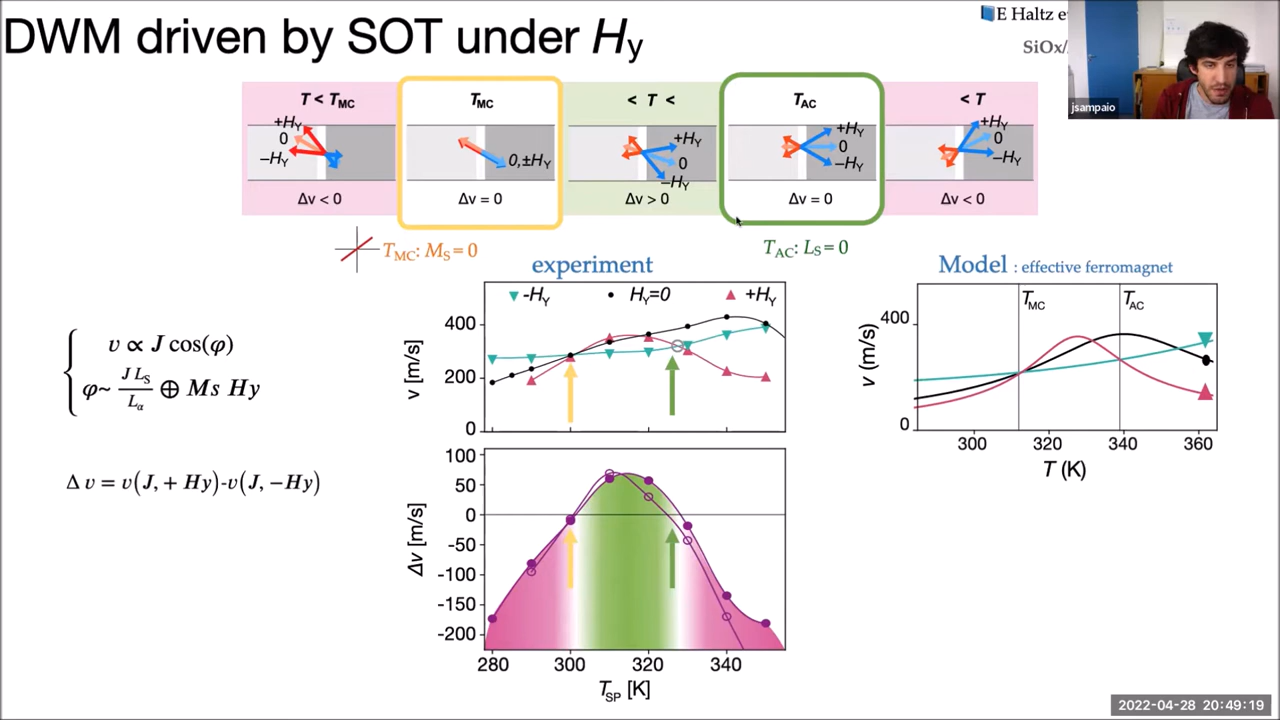 DWM driven by SOT under Hy
E Haltz e
SiOx/
jsampaio
T < TMC
TMC
< T <
TAC
< T
+HY
0
−HY
0,±HY
+HY
0
−HY
+HY
0
−HY
+HY
0
−HY
Δv < 0
Δv = 0
Δv > 0
Δv = 0
Δv < 0
TMC: MS = 0
TAC: LS = 0
experiment
Model : effective ferromagnet
-HY
HY=0
+HY
v [m/s]
400
200
0
v ∝ J cos(φ)
φ~ J LS / Lα ⊕ Ms Hy
Δ v = v(J, + Hy)-v(J, −Hy)
TMC
TAC
v (m/s)
400
0
300 320 340 360
T (K)
Δv [m/s]
100
50
0
-50
-100
-150
-200
280 300 320 340
TSP [K]
2022-04-28 20:49:19